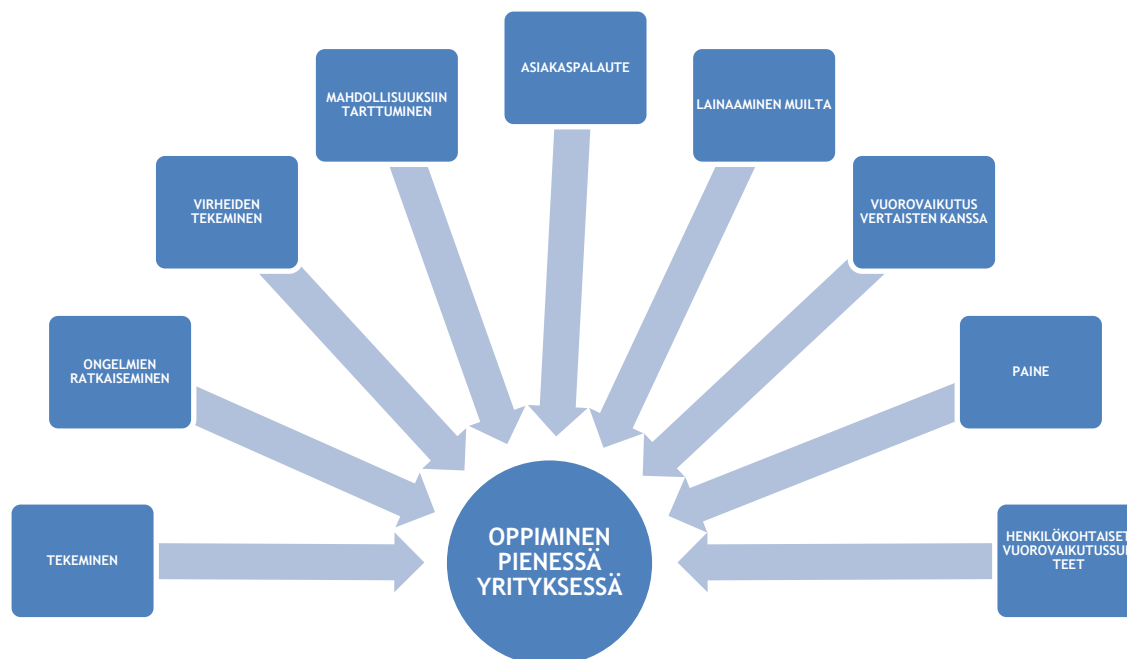 ASIAKASPALAUTE
MAHDOLLISUUKSIIN
TARTTUMINEN
LAINAAMINEN MUILTA
VIRHEIDEN
TEKEMINEN
VUOROVAIKUTUS
VERTAISTEN KANSSA
ONGELMIEN
RATKAISEMINEN
PAINE
TEKEMINEN
OPPIMINEN
PIENESSÄ
YRITYKSESSÄ
HENKILÖKOHTAISET
VUOROVAIKUTUSSUH
TEET